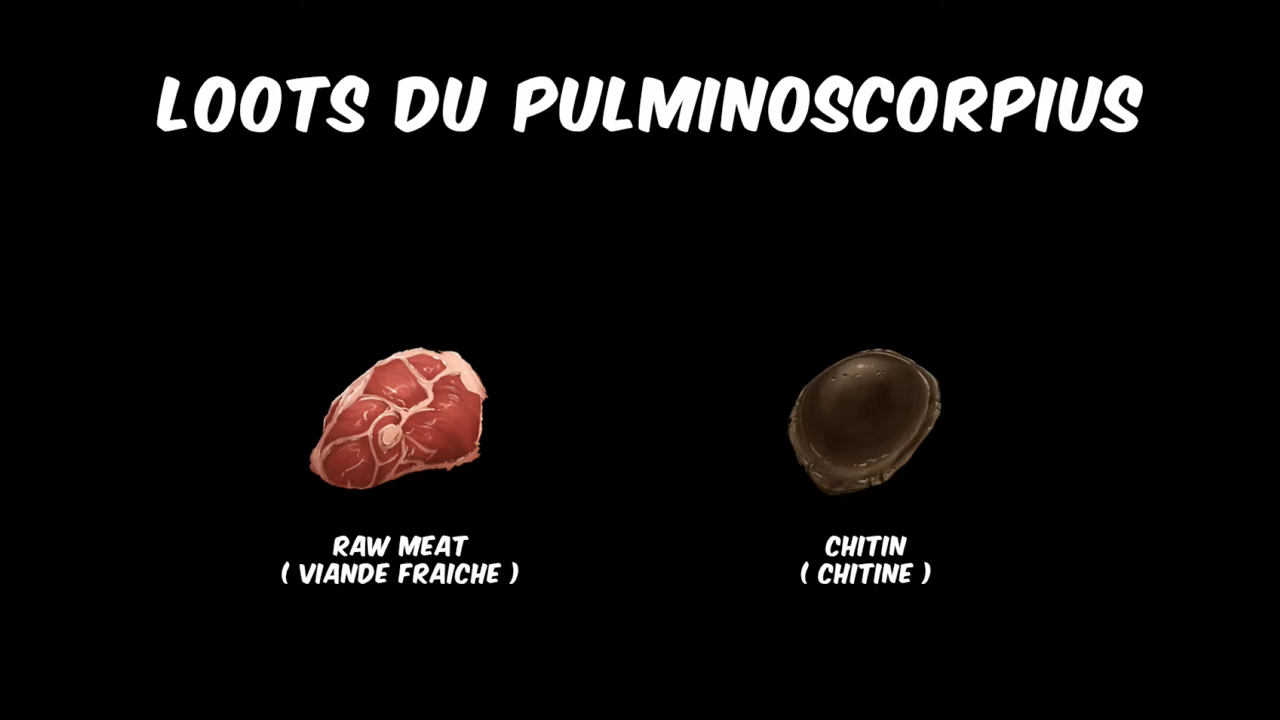 LOOTS DU PULMINOSCORPIUS
RAW MEAT
( VIANDE FRAICHE )
CHITIN
( CHITINE )